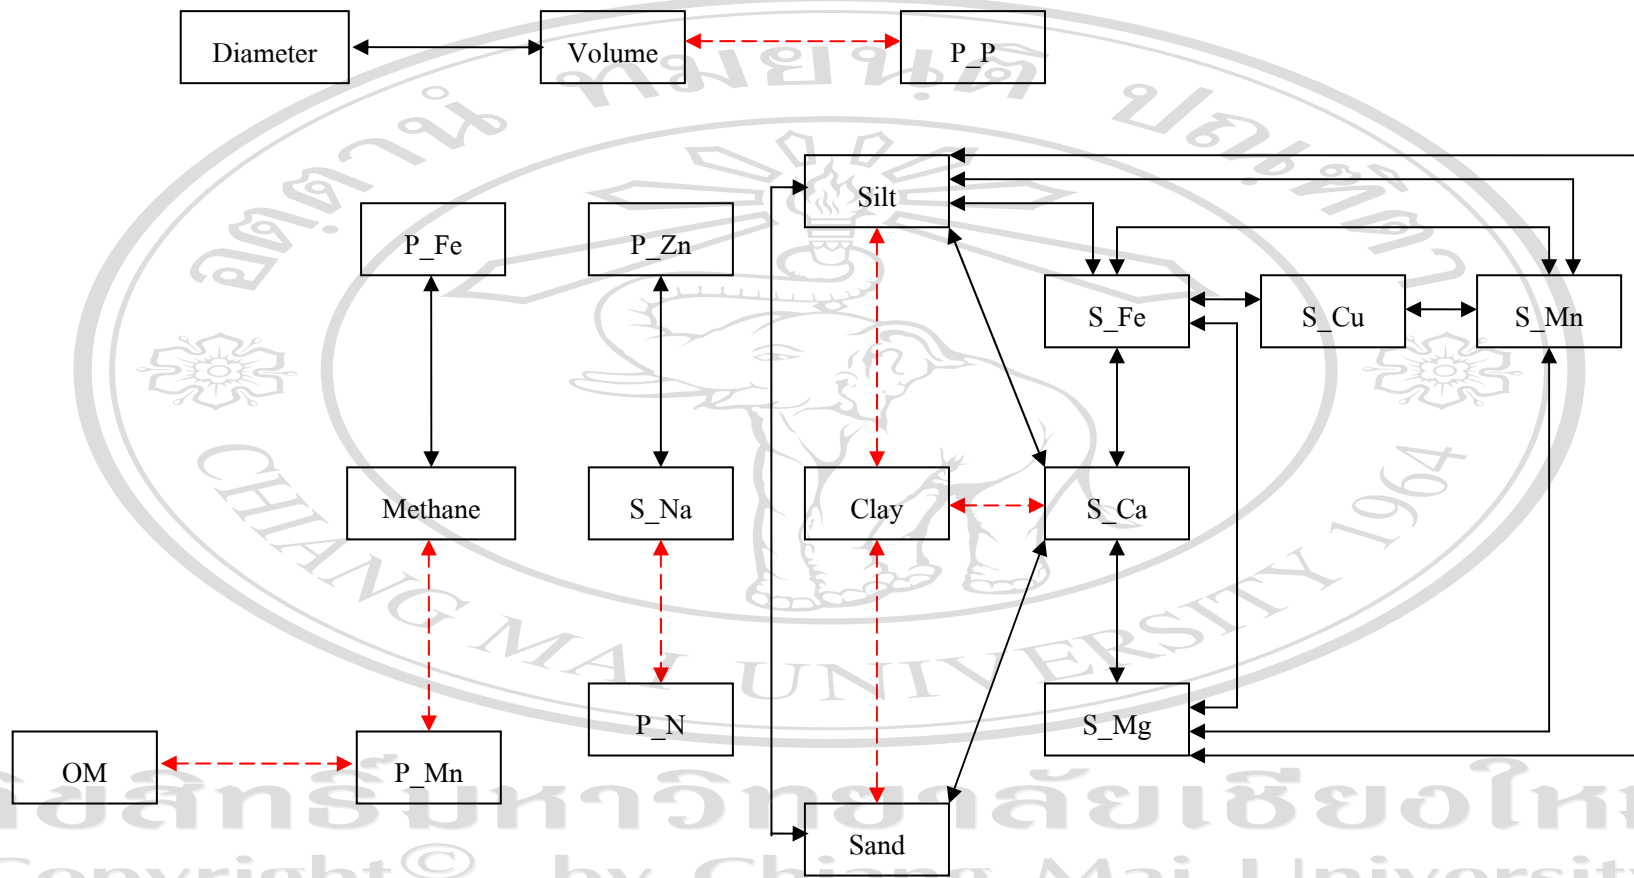 Diameter
Volume
P_P
Silt
P_Fe
P_Zn
S_Fe
S_Cu
S_Mn
Methane
S_Na
Clay
S_Ca
P_N
S_Mg
OM
P_Mn
Sand
CHIANG MAI UNIVERSITY 1964
Copyright© by Chiang Mai University